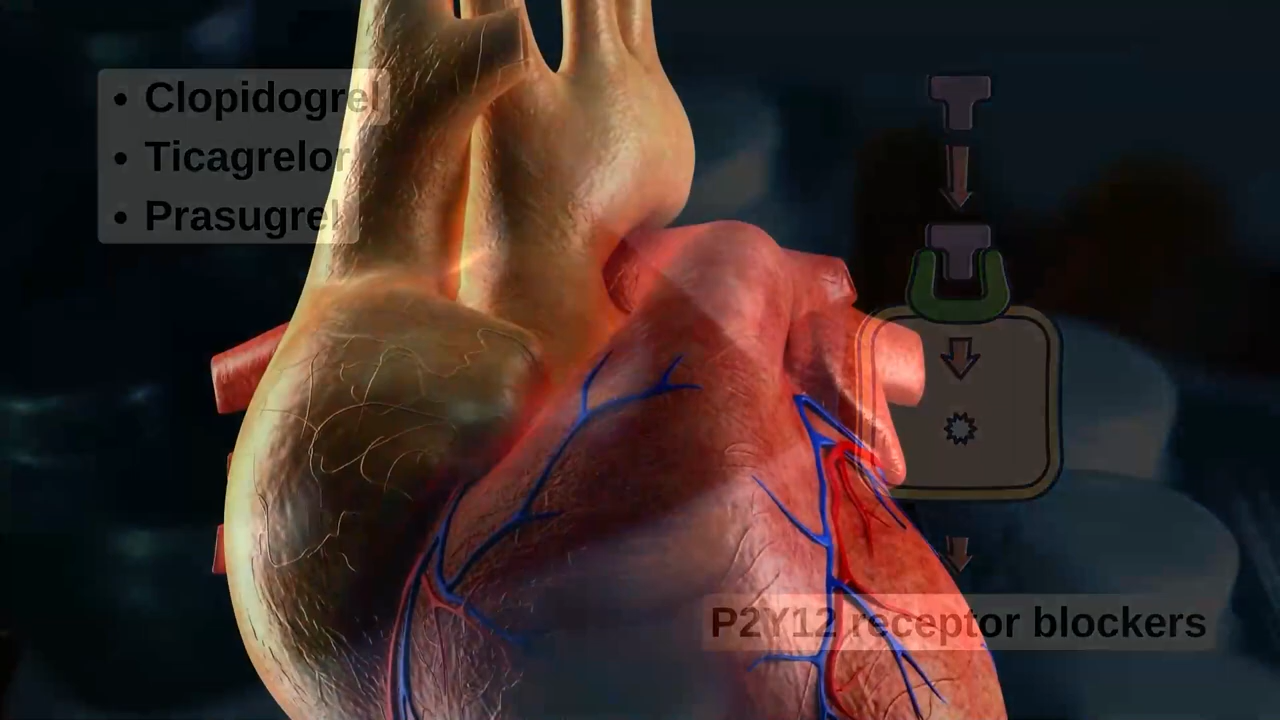 • Clopidogrel
• Ticagrelor
• Prasugrel
P2Y12 receptor blockers